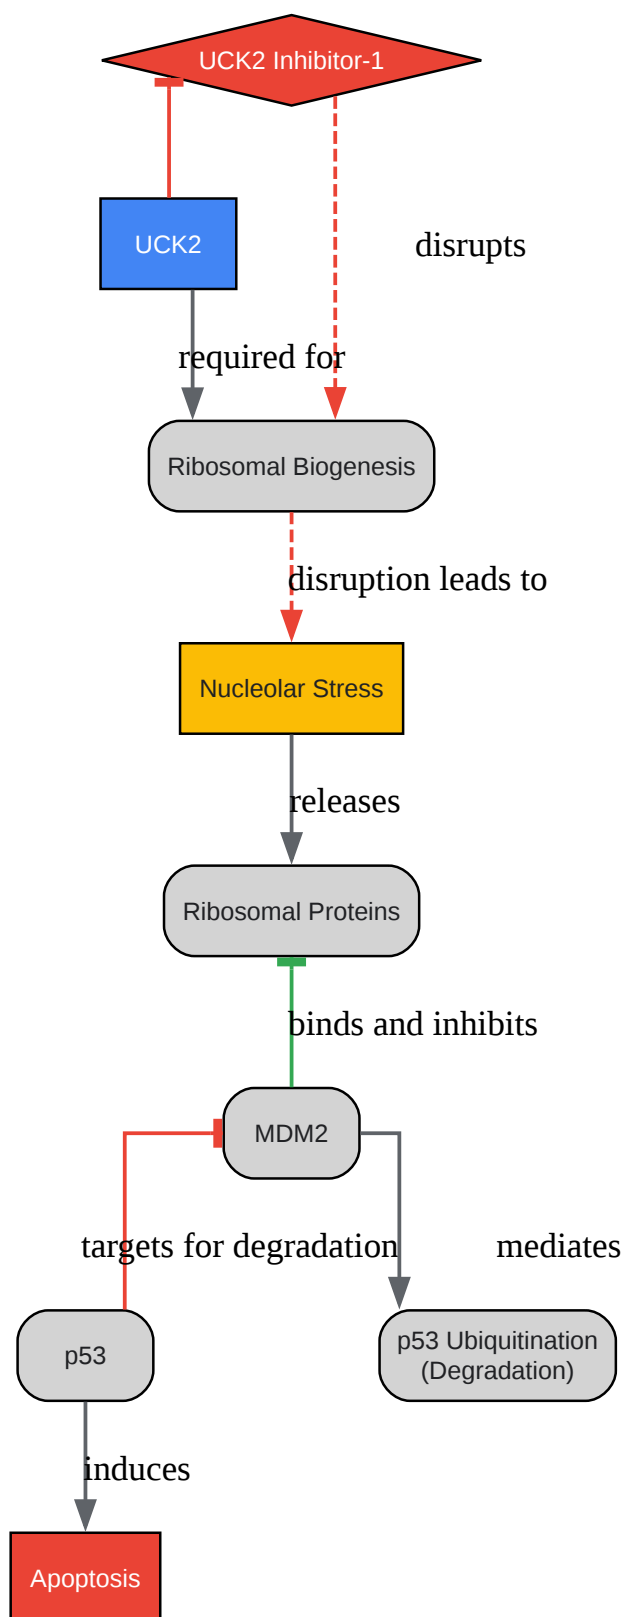 UCK2 Inhibitor-1
UCK2
disrupts
required for
Ribosomal Biogenesis
disruption leads to
Nucleolar Stress
releases
Ribosomal Proteins
binds and inhibits
MDM2
targets for degradation
mediates
p53
p53 Ubiquitination
(Degradation)
induces
Apoptosis